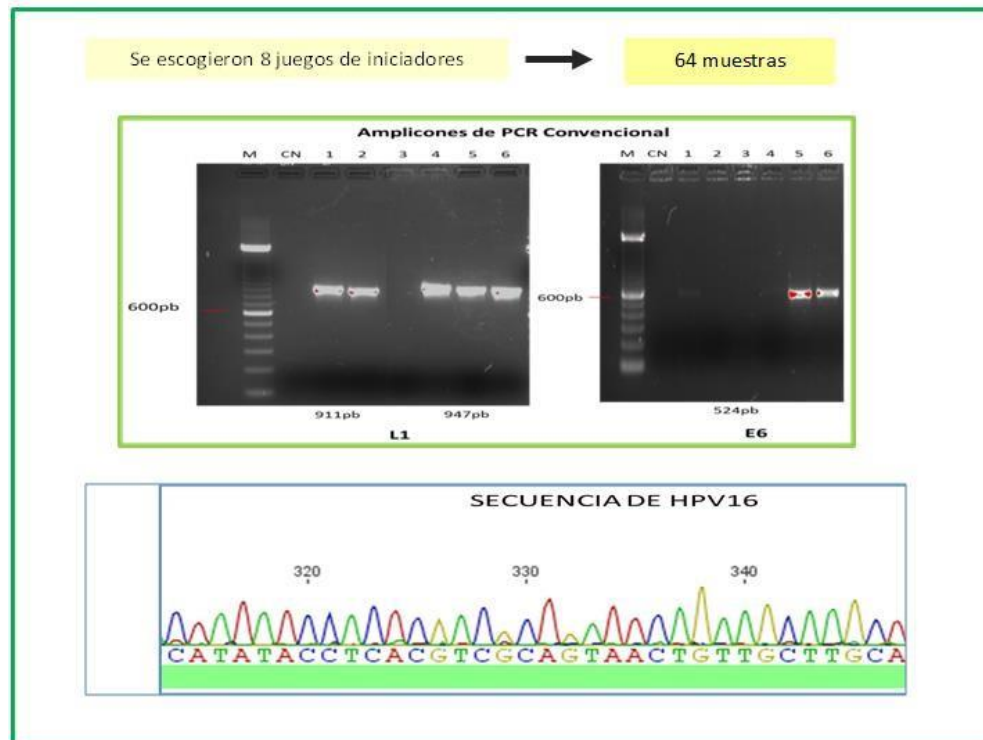 Se escogieron 8 juegos de iniciadores
64 muestras
Amplicones de PCR Convencional
M CN 1 2 3 4 5 6
M CN 1 2 3 4 5 6
600pb
600pb
911pb 947pb
524pb
L1
E6
SECUENCIA DE HPV16
320 330 340
CATATACCTCACGTCGCAGTAACTGTTGCTTGCA